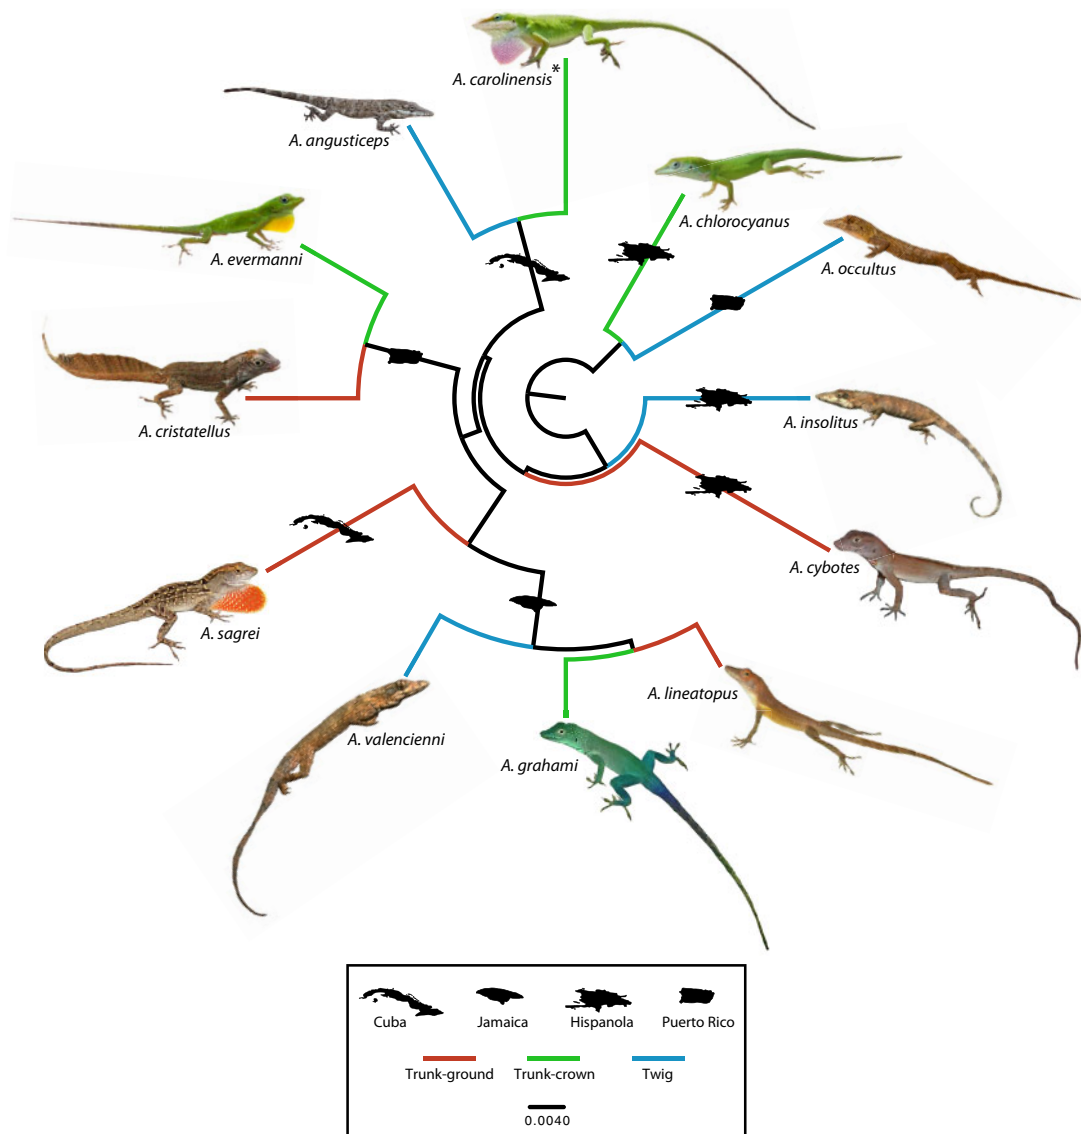 A. carolinensis*
A. angusticeps
A. chlorocyanus
A. evermanni
A. occultus
A. cristatellus
A. insolitus
A. cybotes
A. sagrei
A. lineatopus
A. valencienni
A. grahami
Cuba Jamaica Hispanola Puerto Rico
Trunk-ground Trunk-crown Twig
0.0040